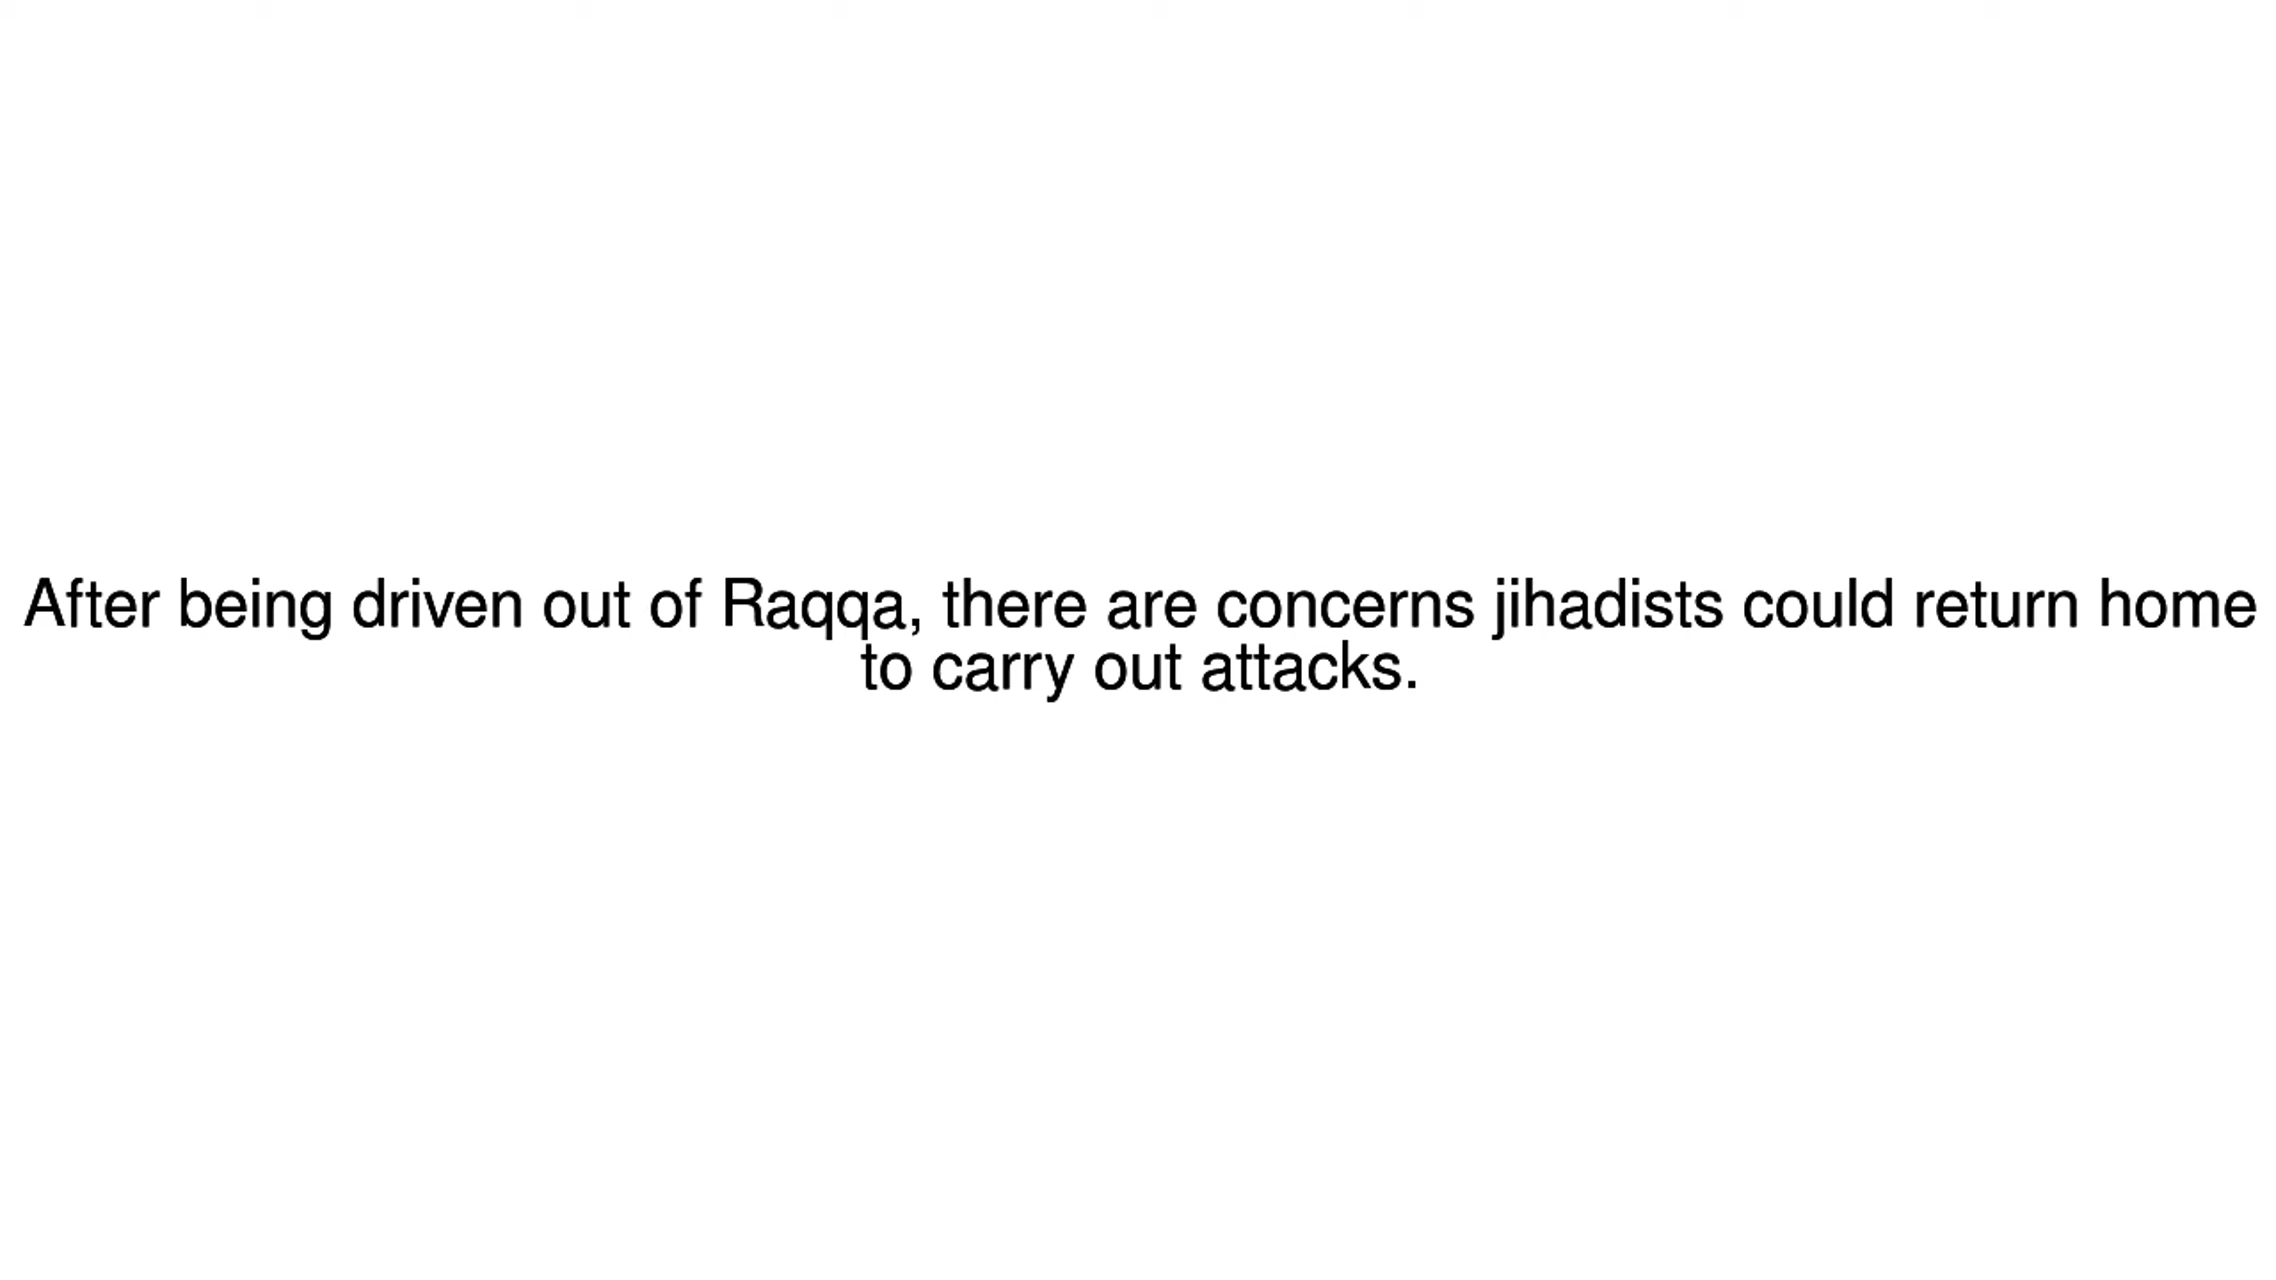 After being driven out of Raqqa, there are concerns jihadists could return home
to carry out attacks.